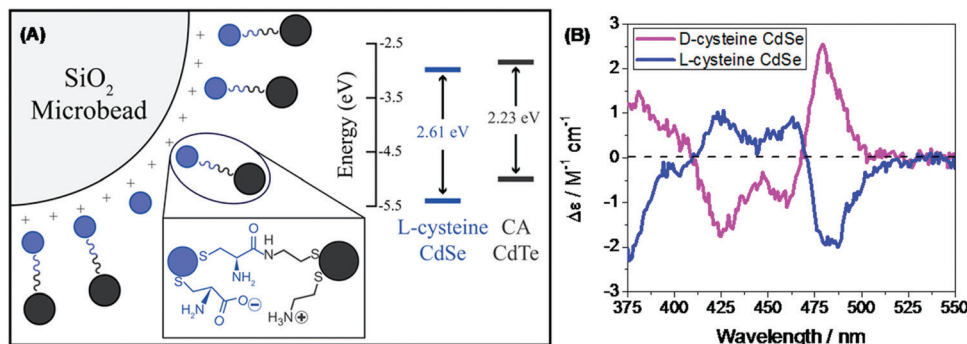 (A)
SiO2
Microbead
+ + + + + + + + + + + +
Energy (eV)
-2.5
-3.5
-4.5
-5.5
2.61 eV
2.23 eV
L-cysteine
CdSe
CA
CdTe
O
S
N
H
S
NH2
S
S
O
H2N
O
⊖
H3N
⊕
(B)
D-cysteine CdSe
L-cysteine CdSe
Δε / M-1 cm-1
3
2
1
0
-1
-2
-3
375 400 425 450 475 500 525 550
Wavelength / nm